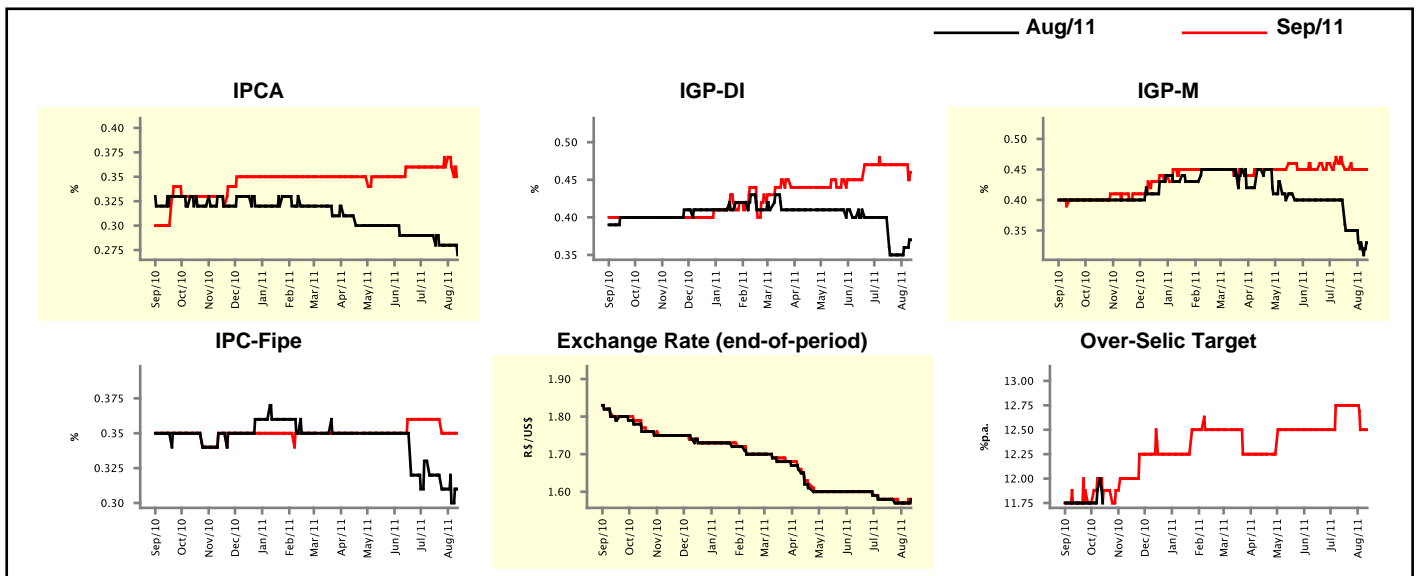 Aug/11 Sep/11
IPCA
0.40
0.375
0.35
0.325
0.30
0.275
%
Sep/10 Oct/10 Nov/10 Dec/10 Jan/11 Feb/11 Mar/11 Apr/11 May/11 Jun/11 Jul/11 Aug/11
IGP-DI
0.50
0.45
0.40
0.35
%
Sep/10 Oct/10 Nov/10 Dec/10 Jan/11 Feb/11 Mar/11 Apr/11 May/11 Jun/11 Jul/11 Aug/11
IGP-M
0.50
0.45
0.40
0.35
%
Sep/10 Oct/10 Nov/10 Dec/10 Jan/11 Feb/11 Mar/11 Apr/11 May/11 Jun/11 Jul/11 Aug/11
IPC-Fipe
0.375
0.35
0.325
0.30
%
Sep/10 Oct/10 Nov/10 Dec/10 Jan/11 Feb/11 Mar/11 Apr/11 May/11 Jun/11 Jul/11 Aug/11
Exchange Rate (end-of-period)
1.90
1.80
1.70
1.60
R$/US$
Sep/10 Oct/10 Nov/10 Dec/10 Jan/11 Feb/11 Mar/11 Apr/11 May/11 Jun/11 Jul/11 Aug/11
Over-Selic Target
13.00
12.75
12.50
12.25
12.00
11.75
%p.a.
Sep/10 Oct/10 Nov/10 Dec/10 Jan/11 Feb/11 Mar/11 Apr/11 May/11 Jun/11 Jul/11 Aug/11